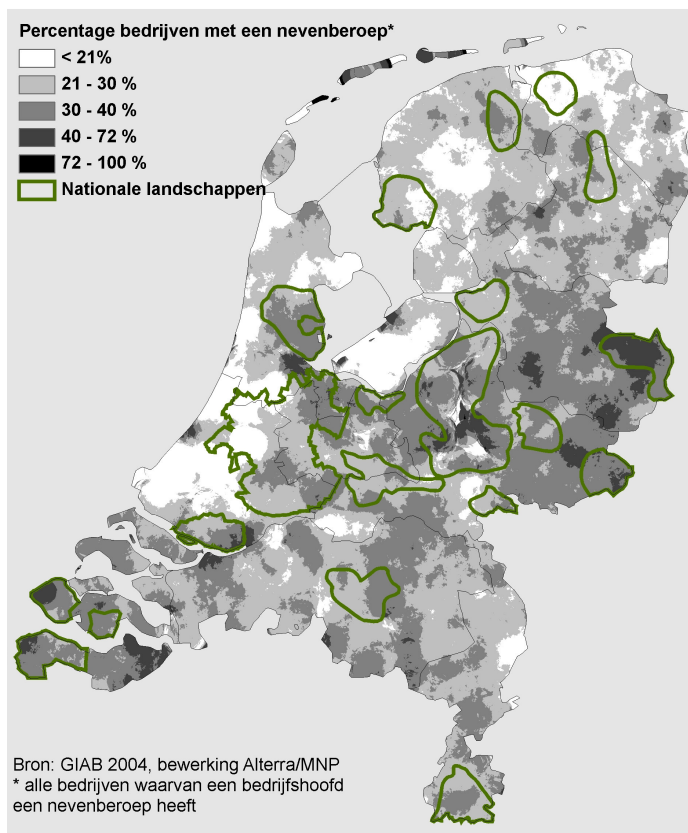 Percentage bedrijven met een nevenberoep*
< 21%
21 - 30 %
30 - 40 %
40 - 72 %
72 - 100 %
Nationale landschappen
Bron: GIAB 2004, bewerking Alterra/MNP
* alle bedrijven waarvan een bedrijfshoofd
een nevenberoep heeft